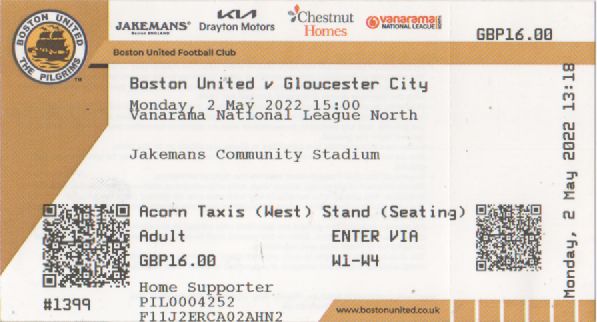 BOSTON UNITED
THE PILGRIMS
JAKEMANS
KIA
Drayton Motors
Chestnut
Homes
vanarama
NATIONAL LEAGUE
GBP16.00
Boston United Football Club
Boston United v Gloucester City
Monday, 2 May 2022 15:00
Vanarama National League North
Jakemans Community Stadium
Acorn Taxis (West) Stand (Seating)
Adult ENTER VIA
GBP16.00 W1-W4
Home Supporter
#1399 PIL0004252
F11J2ERCA02AHN2
www.bostonunited.co.uk
Monday, 2 May 2022 13:18